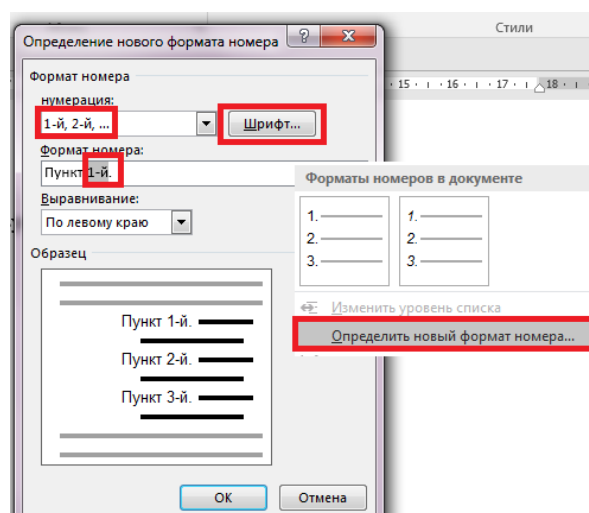 Стили
Определение нового формата номера
Формат номера
нумерация:
1-й, 2-й, ...
Шрифт...
Формат номера:
Пункт 1-й.
Выравнивание:
По левому краю
Образец
Пункт 1-й.
Пункт 2-й.
Пункт 3-й.
ОК
Отмена
· 15 · ı · 16 · ı · 17 · ı 18 · ı
Форматы номеров в документе
1. 1.
2. 2.
3. 3.
Изменить уровень списка
Определить новый формат номера...